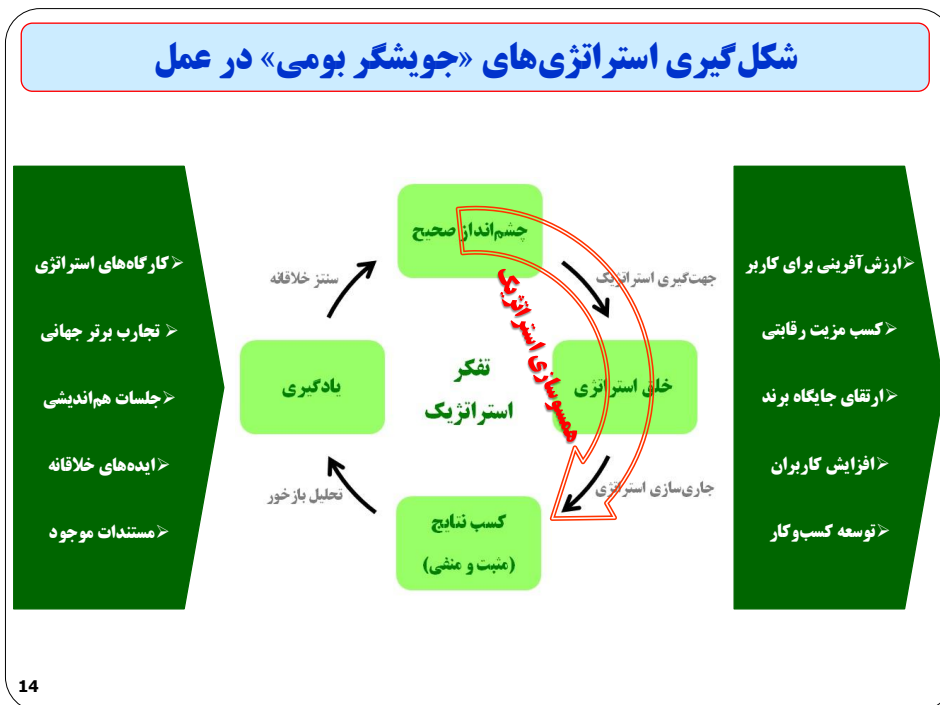 شکل‌گیری استراتژی‌های «جویشگر بومی» در عمل
ارزش‌آفرینی برای کاربر
کسب مزیت رقابتی
ارتقای جایگاه برند
افزایش کاربران
توسعه کسب‌وکار
چشم‌انداز صحیح
جهت‌گیری استراتژیک
خلق استراتژی
جاری‌سازی استراتژی
کسب نتایج
(مثبت و منفی)
تحلیل بازخور
یادگیری
سنتز خلاقانه
تفکر
استراتژیک
همسوسازی استراتژیک
کارگاه‌های استراتژی
تجارب برتر جهانی
جلسات هم‌اندیشی
ایده‌های خلاقانه
مستندات موجود
14